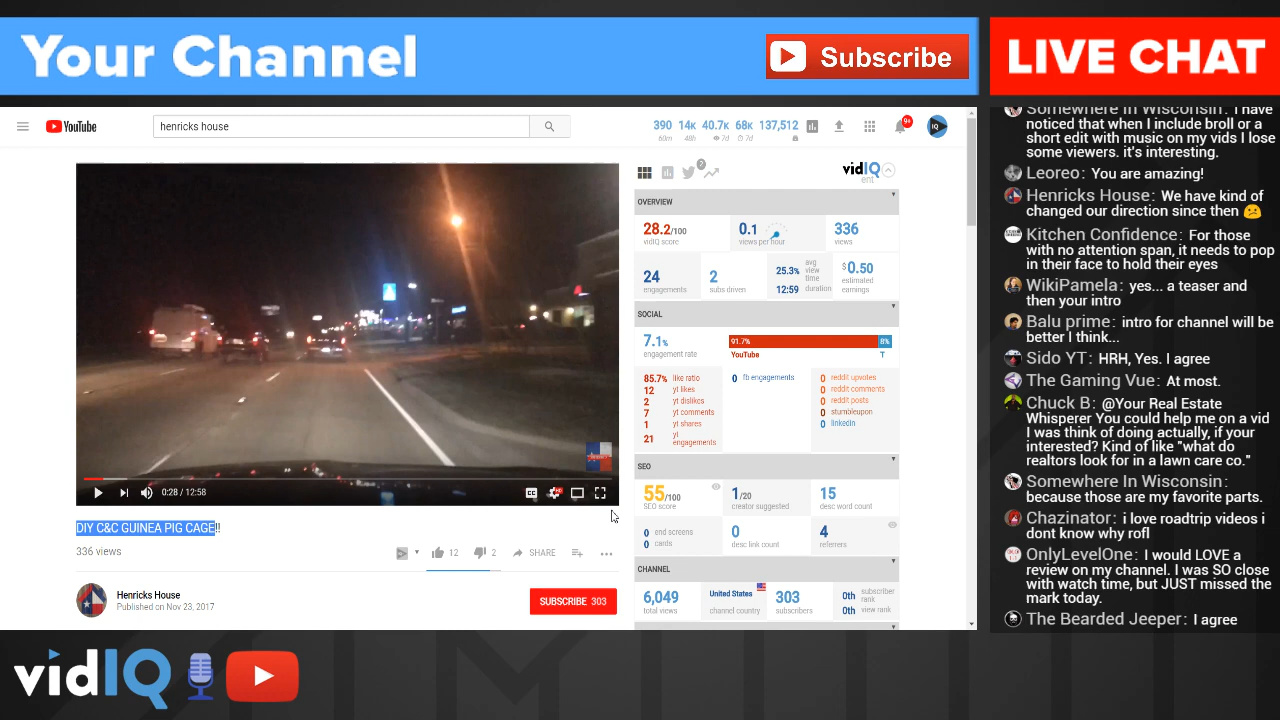 Your Channel
Subscribe
LIVE CHAT
YouTube
henricks house
390 14K 40.7K 68K 137,512
60m 48h 7d 7d
9+
IQ
vidIQ
ent
?
OVERVIEW
28.2/100
vidIQ score
0.1
views per hour
336
views
24
engagements
2
subs driven
25.3% avg view time
12:59 duration
$0.50
estimated earnings
SOCIAL
7.1%
engagement rate
91.7% 8%
YouTube T
85.7% like ratio
12 yt likes
2 yt dislikes
7 yt comments
1 yt shares
21 yt engagements
0 fb engagements
0 reddit upvotes
0 reddit comments
0 reddit posts
0 stumbleupon
0 linkedin
SEO
55/100
SEO score
1/20
creator suggested
15
desc word count
0 end screens
0 cards
0
desc link count
4
referrers
CHANNEL
6,049
total views
United States
channel country
303
subscribers
0th subscriber rank
0th view rank
0:28 / 12:58
CC
HD
DIY C&C GUINEA PIG CAGE!!
336 views
12
2
SHARE
Henricks House
Published on Nov 23, 2017
SUBSCRIBE 303
Somewhere In Wisconsin: I have
noticed that when I include broll or a
short edit with music on my vids I lose
some viewers. it's interesting.
Leoreo: You are amazing!
Henricks House: We have kind of
changed our direction since then
Kitchen Confidence: For those
with no attention span, it needs to pop
in their face to hold their eyes
WikiPamela: yes... a teaser and
then your intro
Balu prime: intro for channel will be
better I think...
Sido YT: HRH, Yes. I agree
The Gaming Vue: At most.
Chuck B: @Your Real Estate
Whisperer You could help me on a vid
I was think of doing actually, if your
interested? Kind of like "what do
realtors look for in a lawn care co."
Somewhere In Wisconsin:
because those are my favorite parts.
Chazinator: i love roadtrip videos i
dont know why rofl
OnlyLevelOne: I would LOVE a
review on my channel. I was SO close
with watch time, but JUST missed the
mark today.
The Bearded Jeeper: I agree
vidIQ